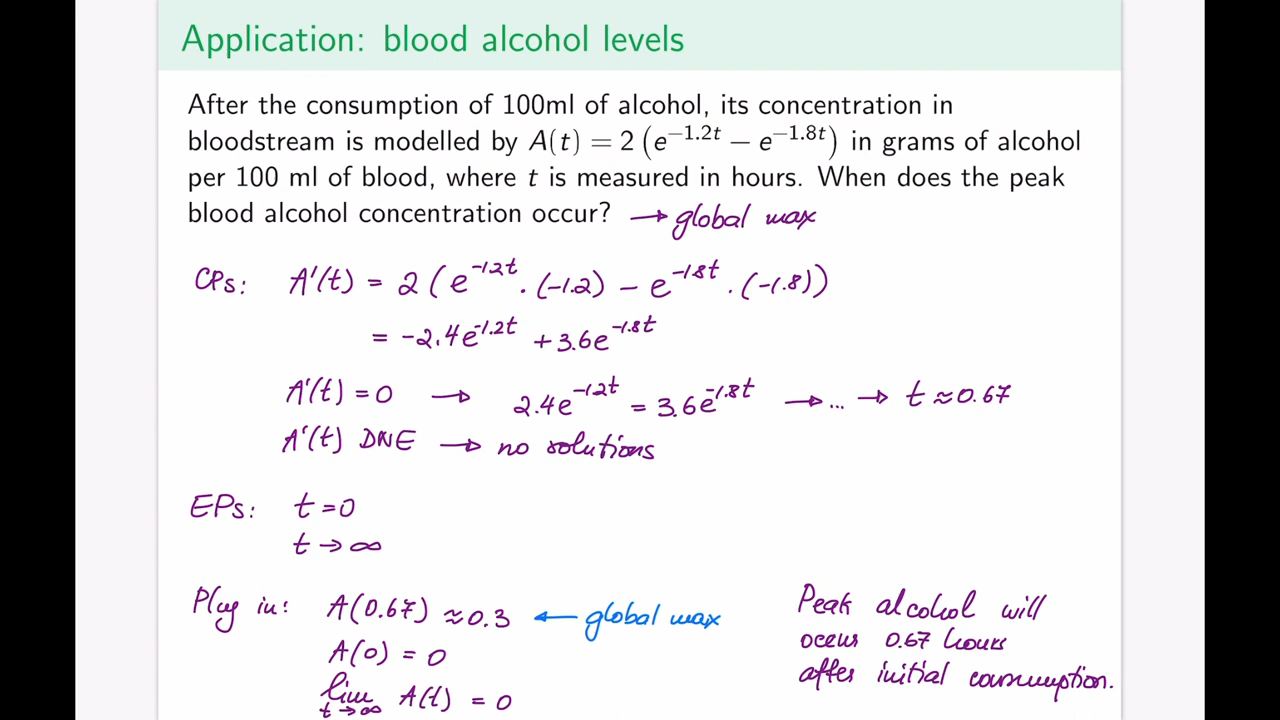 Application: blood alcohol levels
After the consumption of 100ml of alcohol, its concentration in
bloodstream is modelled by A(t) = 2 (e^{-1.2t} − e^{-1.8t}) in grams of alcohol
per 100 ml of blood, where t is measured in hours. When does the peak
blood alcohol concentration occur? → global max
CPs: A'(t) = 2 (e^{-1.2t} · (-1.2) − e^{-1.8t} · (-1.8))
= -2.4e^{-1.2t} + 3.6e^{-1.8t}
A'(t) = 0 → 2.4e^{-1.2t} = 3.6e^{-1.8t} → ... → t ≈ 0.67
A'(t) DNE → no solutions
EPs: t = 0
t → ∞
Plug in: A(0.67) ≈ 0.3 ← global max
A(0) = 0
lim t→∞ A(t) = 0
Peak alcohol will
occur 0.67 hours
after initial consumption.